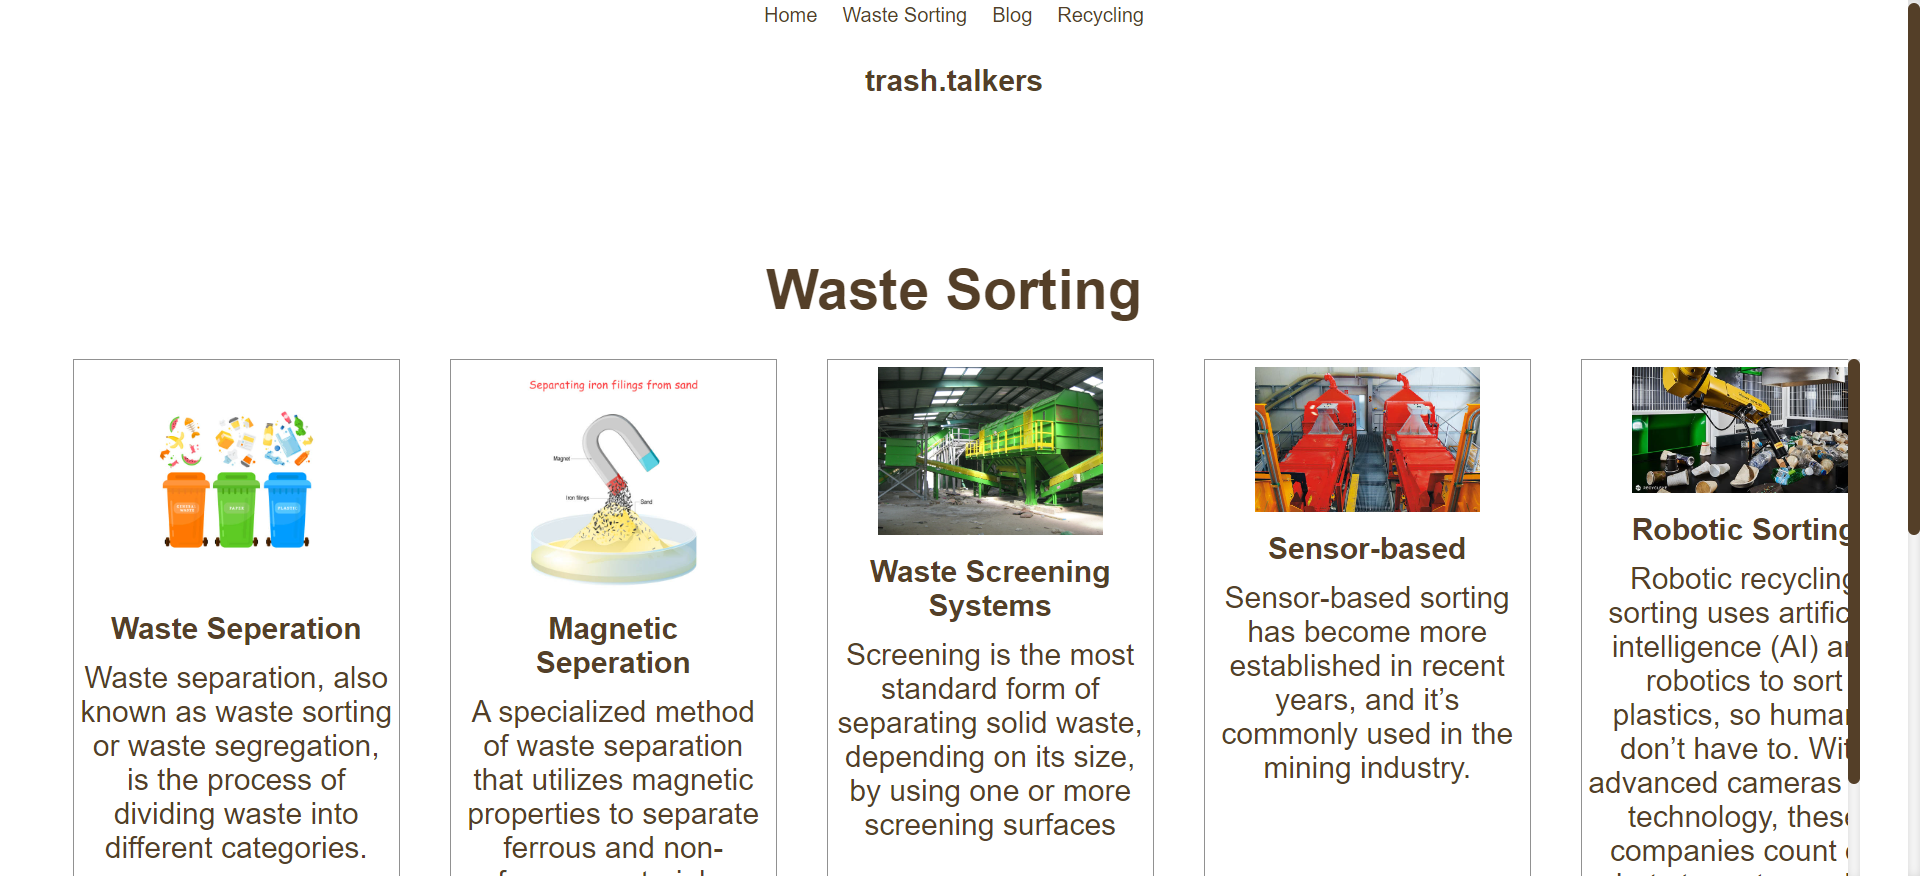 Home Waste Sorting Blog Recycling
trash.talkers
Waste Sorting
Waste Seperation
Waste separation, also
known as waste sorting
or waste segregation,
is the process of
dividing waste into
different categories.
Separating iron filings from sand
Magnet
Iron filings
Sand
Magnetic
Seperation
A specialized method
of waste separation
that utilizes magnetic
properties to separate
ferrous and non-
Waste Screening
Systems
Screening is the most
standard form of
separating solid waste,
depending on its size,
by using one or more
screening surfaces
Sensor-based
Sensor-based sorting
has become more
established in recent
years, and it’s
commonly used in the
mining industry.
Robotic Sorting
Robotic recycling
sorting uses artific
intelligence (AI) a
robotics to sort
plastics, so huma
don’t have to. Wit
advanced cameras
technology, these
companies count